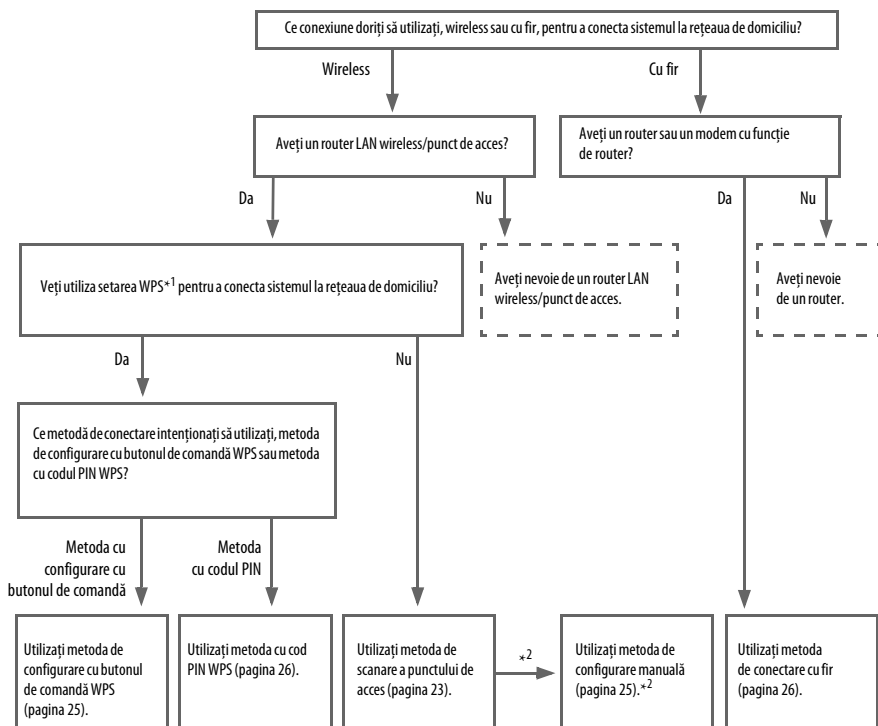 Ce conexiune doriți să utilizați, wireless sau cu fir, pentru a conecta sistemul la rețeaua de domiciliu?
Wireless
Cu fir
Aveți un router LAN wireless/punct de acces?
Aveți un router sau un modem cu funcție
de router?
Da
Nu
Da
Nu
Veți utiliza setarea WPS*1 pentru a conecta sistemul la rețeaua de domiciliu?
Aveți nevoie de un router LAN
wireless/punct de acces.
Aveți nevoie
de un router.
Da
Nu
Ce metodă de conectare intenționați să utilizați, metoda
de configurare cu butonul de comandă WPS sau metoda
cu codul PIN WPS?
Metoda cu
configurare cu
butonul de comandă
Metoda
cu codul PIN
Utilizați metoda de
configurare cu butonul
de comandă WPS
(pagina 25).
Utilizați metoda cu cod
PIN WPS (pagina 26).
Utilizați metoda de
scanare a punctului de
acces (pagina 23).
*2
Utilizați metoda de
configurare manuală
(pagina 25).*2
Utilizați metoda
de conectare cu fir
(pagina 26).